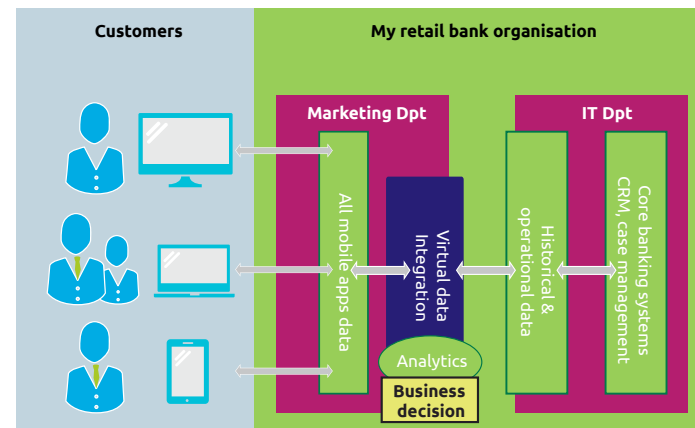 Customers
My retail bank organisation
Marketing Dpt
IT Dpt
All mobile apps data
Virtual data
Integration
Historical &
operational data
Core banking systems
CRM, case management
Analytics
Business
decision